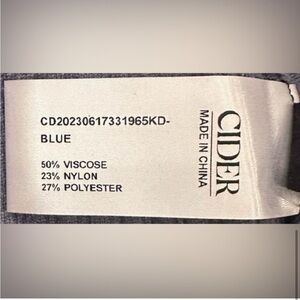 CD20230617331965KD-
BLUE
50% VISCOSE
23% NYLON
27% POLYESTER
CIDER
MADE IN CHINA